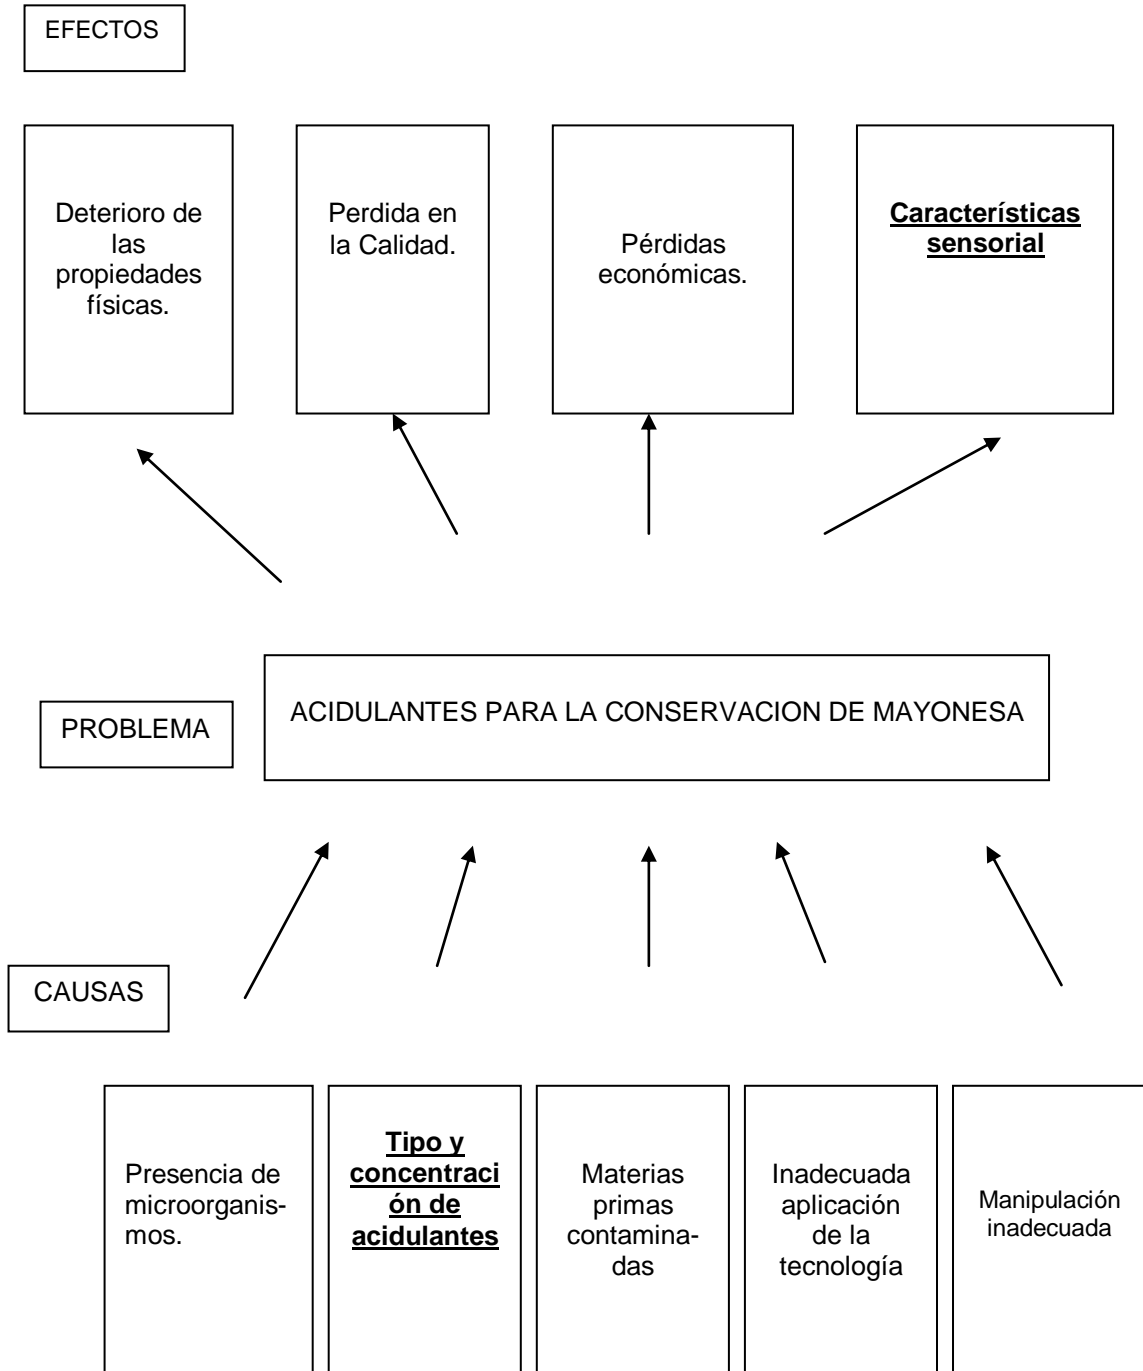 EFECTOS
Deterioro de
las
propiedades
físicas.
Perdida en
la Calidad.
Pérdidas
económicas.
Características
sensorial
PROBLEMA
ACIDULANTES PARA LA CONSERVACION DE MAYONESA
CAUSAS
Presencia de
microorganis-
mos.
Tipo y
concentraci
ón de
acidulantes
Materias
primas
contamina-
das
Inadecuada
aplicación
de la
tecnología
Manipulación
inadecuada